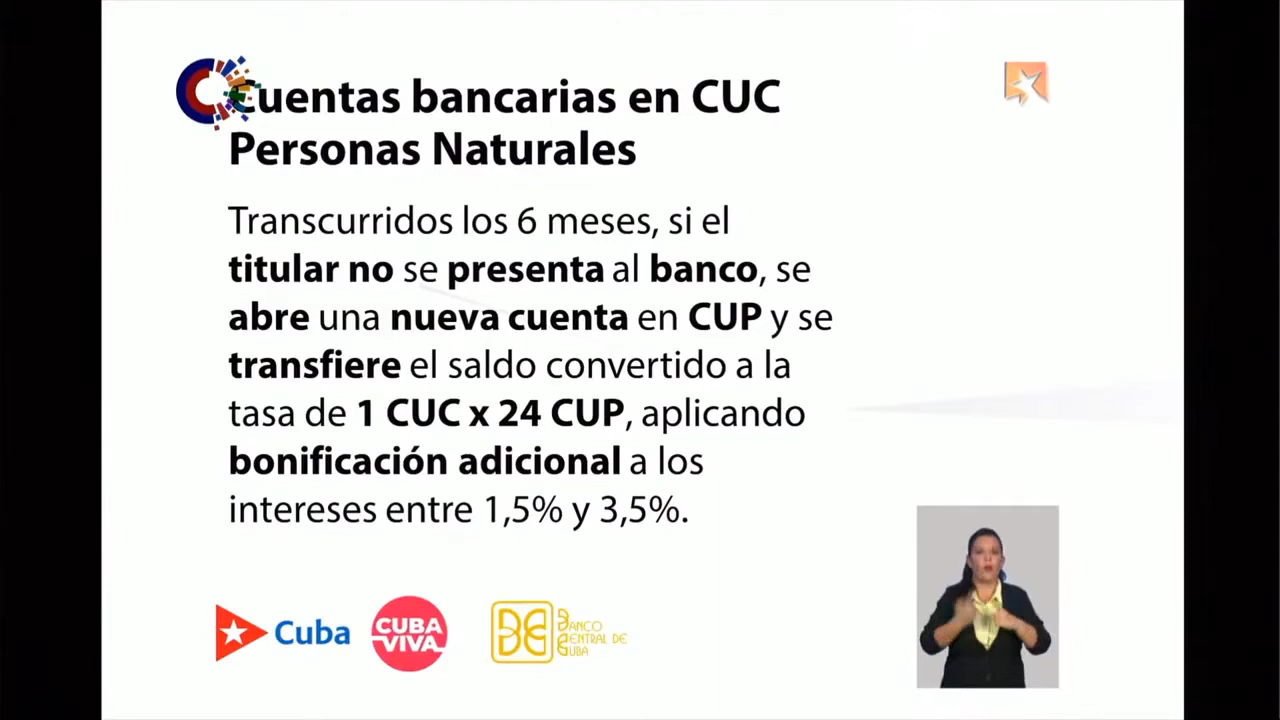 Cuentas bancarias en CUC
Personas Naturales
Transcurridos los 6 meses, si el
titular no se presenta al banco, se
abre una nueva cuenta en CUP y se
transfiere el saldo convertido a la
tasa de 1 CUC x 24 CUP, aplicando
bonificación adicional a los
intereses entre 1,5% y 3,5%.
Cuba
CUBA
VIVA
BANCO
CENTRAL DE
CUBA